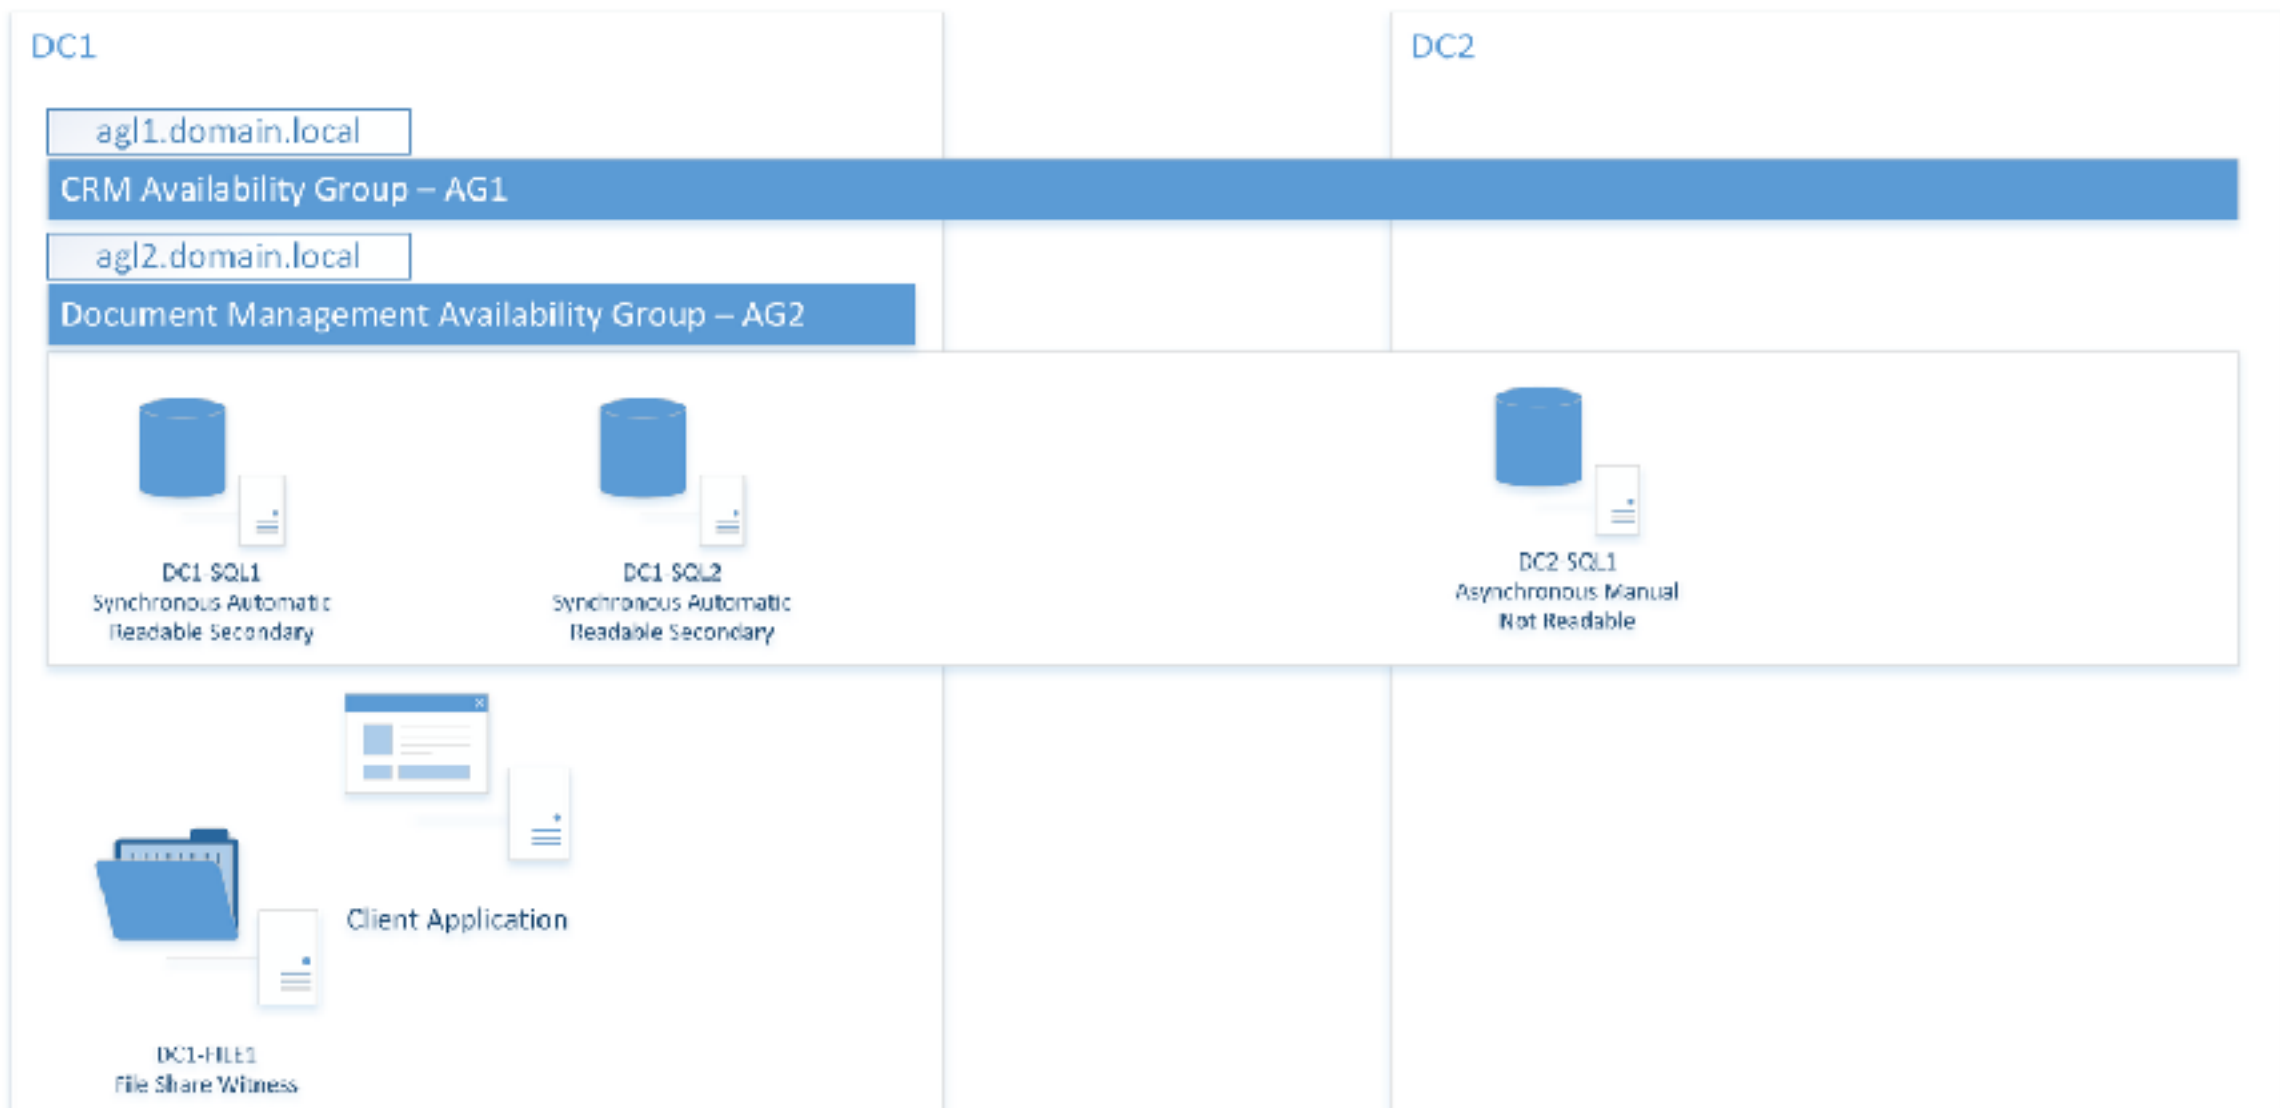 DC1
DC2
agl1.domain.local
CRM Availability Group – AG1
agl2.domain.local
Document Management Availability Group – AG2
DC1-SQL1
Synchronous Automatic
Readable Secondary
DC1-SQL2
Synchronous Automatic
Readable Secondary
DC2-SQL1
Asynchronous Manual
Not Readable
Client Application
DC1-FILE1
File Share Witness